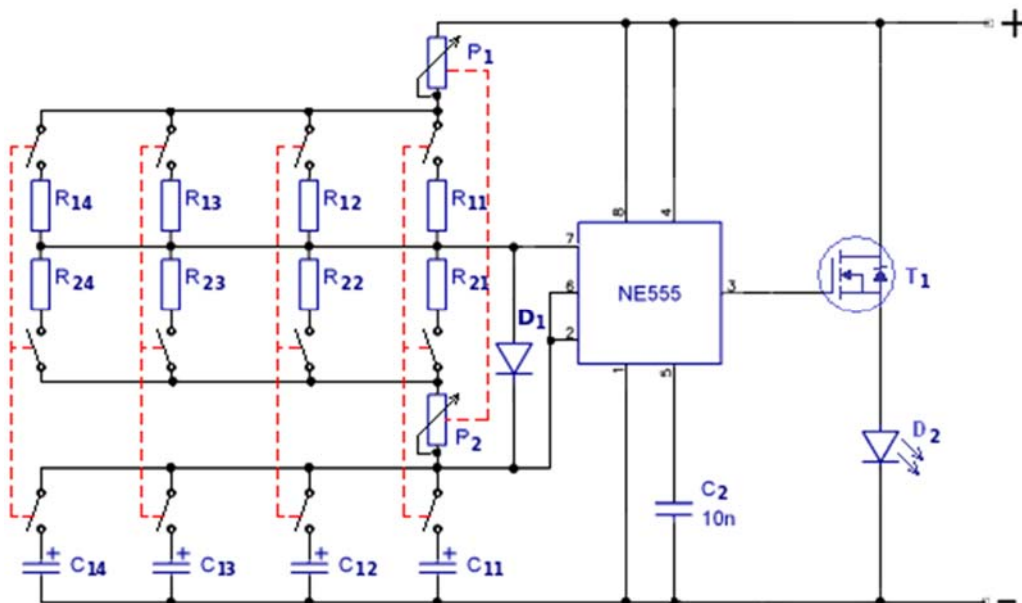 +
P1
8
4
R14
R13
R12
R11
7
R24
R23
R22
R21
6
NE555
3
T1
D1
2
1
5
P2
D2
C2
10n
+
C14
+
C13
+
C12
+
C11
-